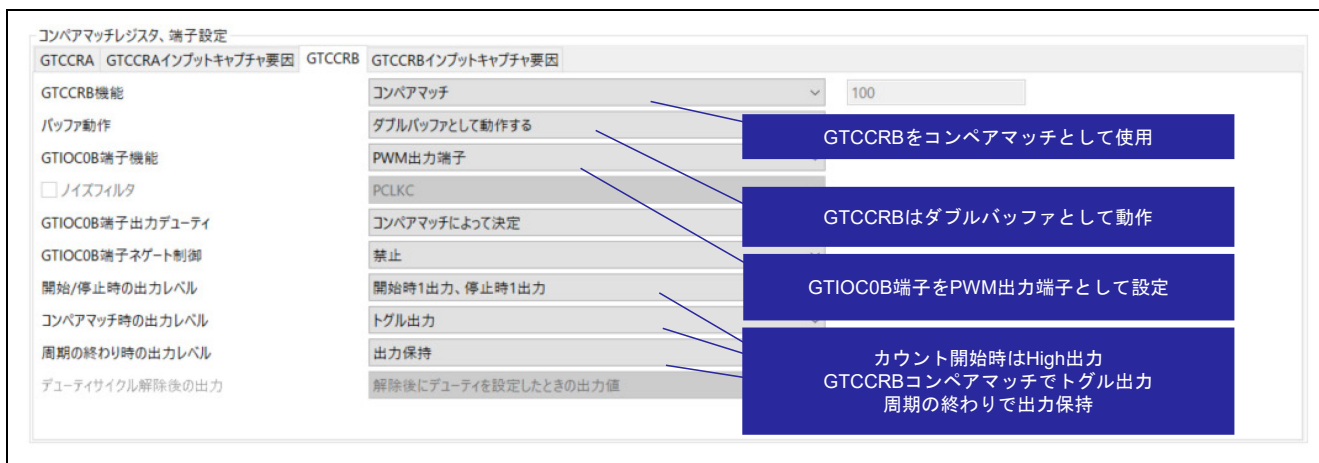 コンペアマッチレジスタ、端子設定
GTCCRA GTCCRAインプットキャプチャ要因 GTCCRB GTCCRBインプットキャプチャ要因
GTCCRB機能 コンペアマッチ 100
バッファ動作 ダブルバッファとして動作する
GTCCRBをコンペアマッチとして使用
GTIOC0B端子機能 PWM出力端子
ノイズフィルタ PCLKC
GTIOC0B端子出力デューティ コンペアマッチによって決定
GTCCRBはダブルバッファとして動作
GTIOC0B端子ネゲート制御 禁止
開始/停止時の出力レベル 開始時1出力、停止時1出力
GTIOC0B端子をPWM出力端子として設定
コンペアマッチ時の出力レベル トグル出力
周期の終わり時の出力レベル 出力保持
カウント開始時はHigh出力
GTCCRBコンペアマッチでトグル出力
周期の終わりで出力保持
デューティサイクル解除後の出力 解除後にデューティを設定したときの出力値